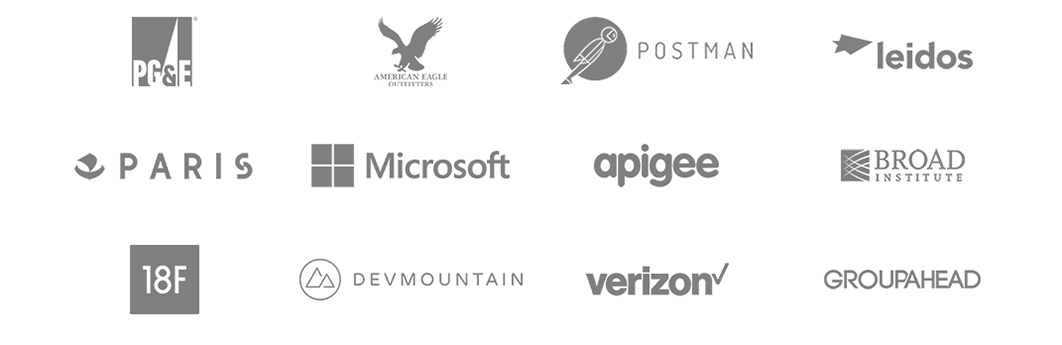 PG&E
AMERICAN EAGLE
OUTFITTERS
POSTMAN
leidos
PARIS
Microsoft
apigee
BROAD
INSTITUTE
18F
DEVMOUNTAIN
verizon
GROUPAHEAD